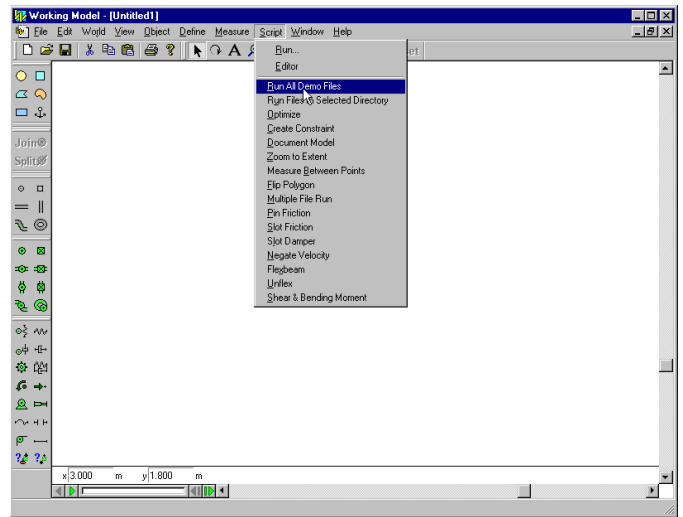 Working Model - [Untitled1]
File Edit World View Object Define Measure Script Window Help
A
Run...
Editor
Run All Demo Files
Run Files Selected Directory
Optimize
Create Constraint
Document Model
Zoom to Extent
Measure Between Points
Flip Polygon
Multiple File Run
Pin Friction
Slot Friction
Slot Damper
Negate Velocity
Flexbeam
Unflex
Shear & Bending Moment
Join
Split
x 3.000 m y 1.800 m